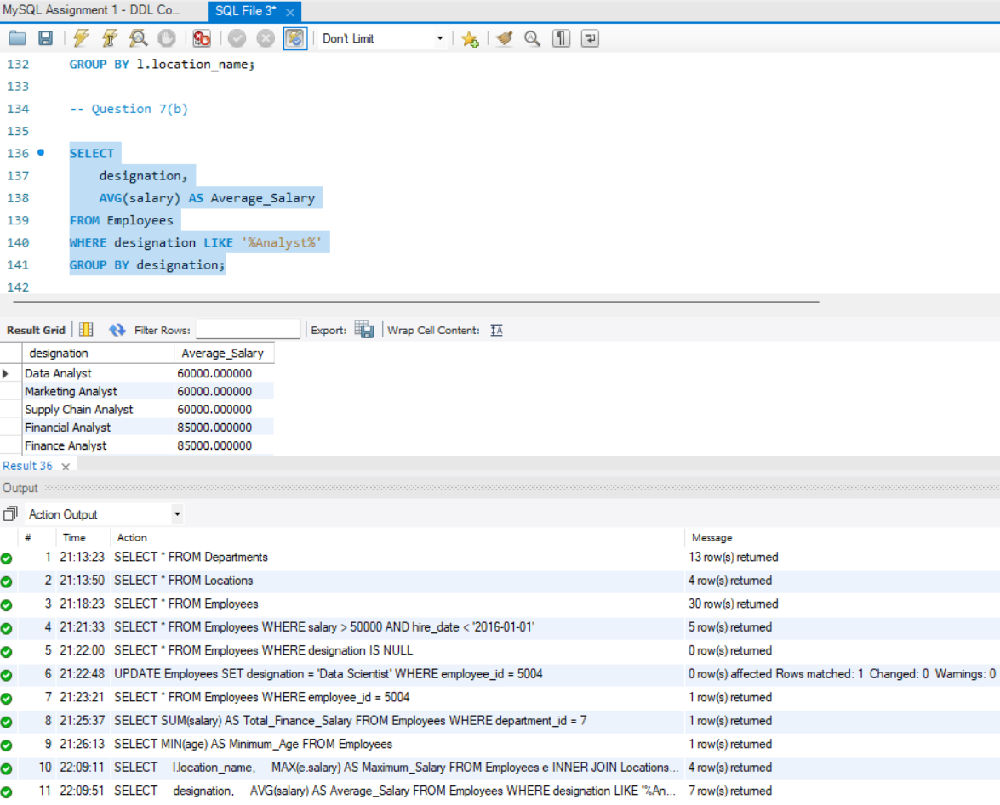 MySQL Assignment 1 - DDL Co... SQL File 3* ×
Don't Limit
132 GROUP BY l.location_name;
133
134 -- Question 7(b)
135
136 SELECT
137 designation,
138 AVG(salary) AS Average_Salary
139 FROM Employees
140 WHERE designation LIKE '%Analyst%'
141 GROUP BY designation;
142
Result Grid Filter Rows: Export: Wrap Cell Content: IA
designation Average_Salary
Data Analyst 60000.000000
Marketing Analyst 60000.000000
Supply Chain Analyst 60000.000000
Financial Analyst 85000.000000
Finance Analyst 85000.000000
Result 36 ×
Output
Action Output
# Time Action Message
1 21:13:23 SELECT * FROM Departments 13 row(s) returned
2 21:13:50 SELECT * FROM Locations 4 row(s) returned
3 21:18:23 SELECT * FROM Employees 30 row(s) returned
4 21:21:33 SELECT * FROM Employees WHERE salary > 50000 AND hire_date < '2016-01-01' 5 row(s) returned
5 21:22:00 SELECT * FROM Employees WHERE designation IS NULL 0 row(s) returned
6 21:22:48 UPDATE Employees SET designation = 'Data Scientist' WHERE employee_id = 5004 0 row(s) affected Rows matched: 1 Changed: 0 Warnings: 0
7 21:23:21 SELECT * FROM Employees WHERE employee_id = 5004 1 row(s) returned
8 21:25:37 SELECT SUM(salary) AS Total_Finance_Salary FROM Employees WHERE department_id = 7 1 row(s) returned
9 21:26:13 SELECT MIN(age) AS Minimum_Age FROM Employees 1 row(s) returned
10 22:09:11 SELECT l.location_name, MAX(e.salary) AS Maximum_Salary FROM Employees e INNER JOIN Locations... 4 row(s) returned
11 22:09:51 SELECT designation, AVG(salary) AS Average_Salary FROM Employees WHERE designation LIKE '%An... 7 row(s) returned